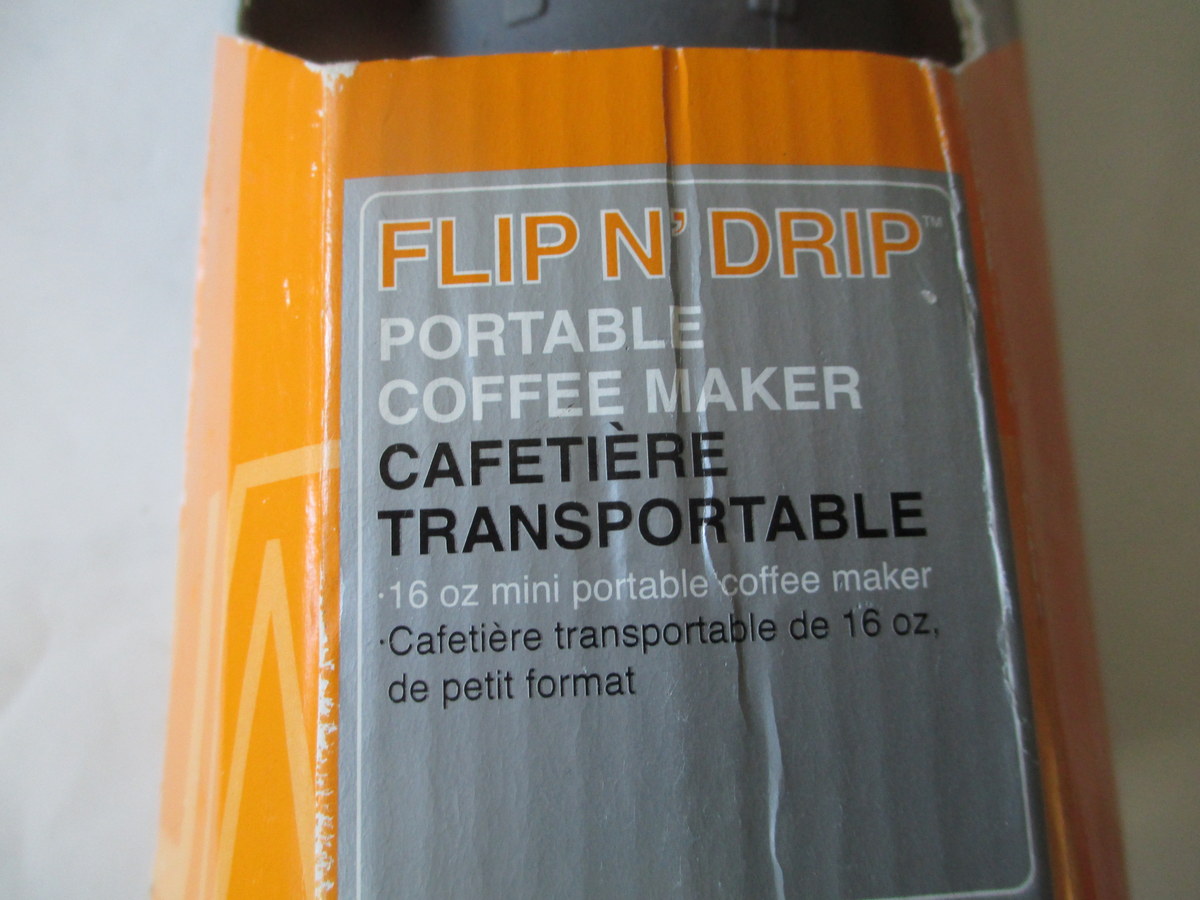 FLIP N' DRIP™
PORTABLE
COFFEE MAKER
CAFETIÈRE
TRANSPORTABLE
·16 oz mini portable coffee maker
·Cafetière transportable de 16 oz,
de petit format